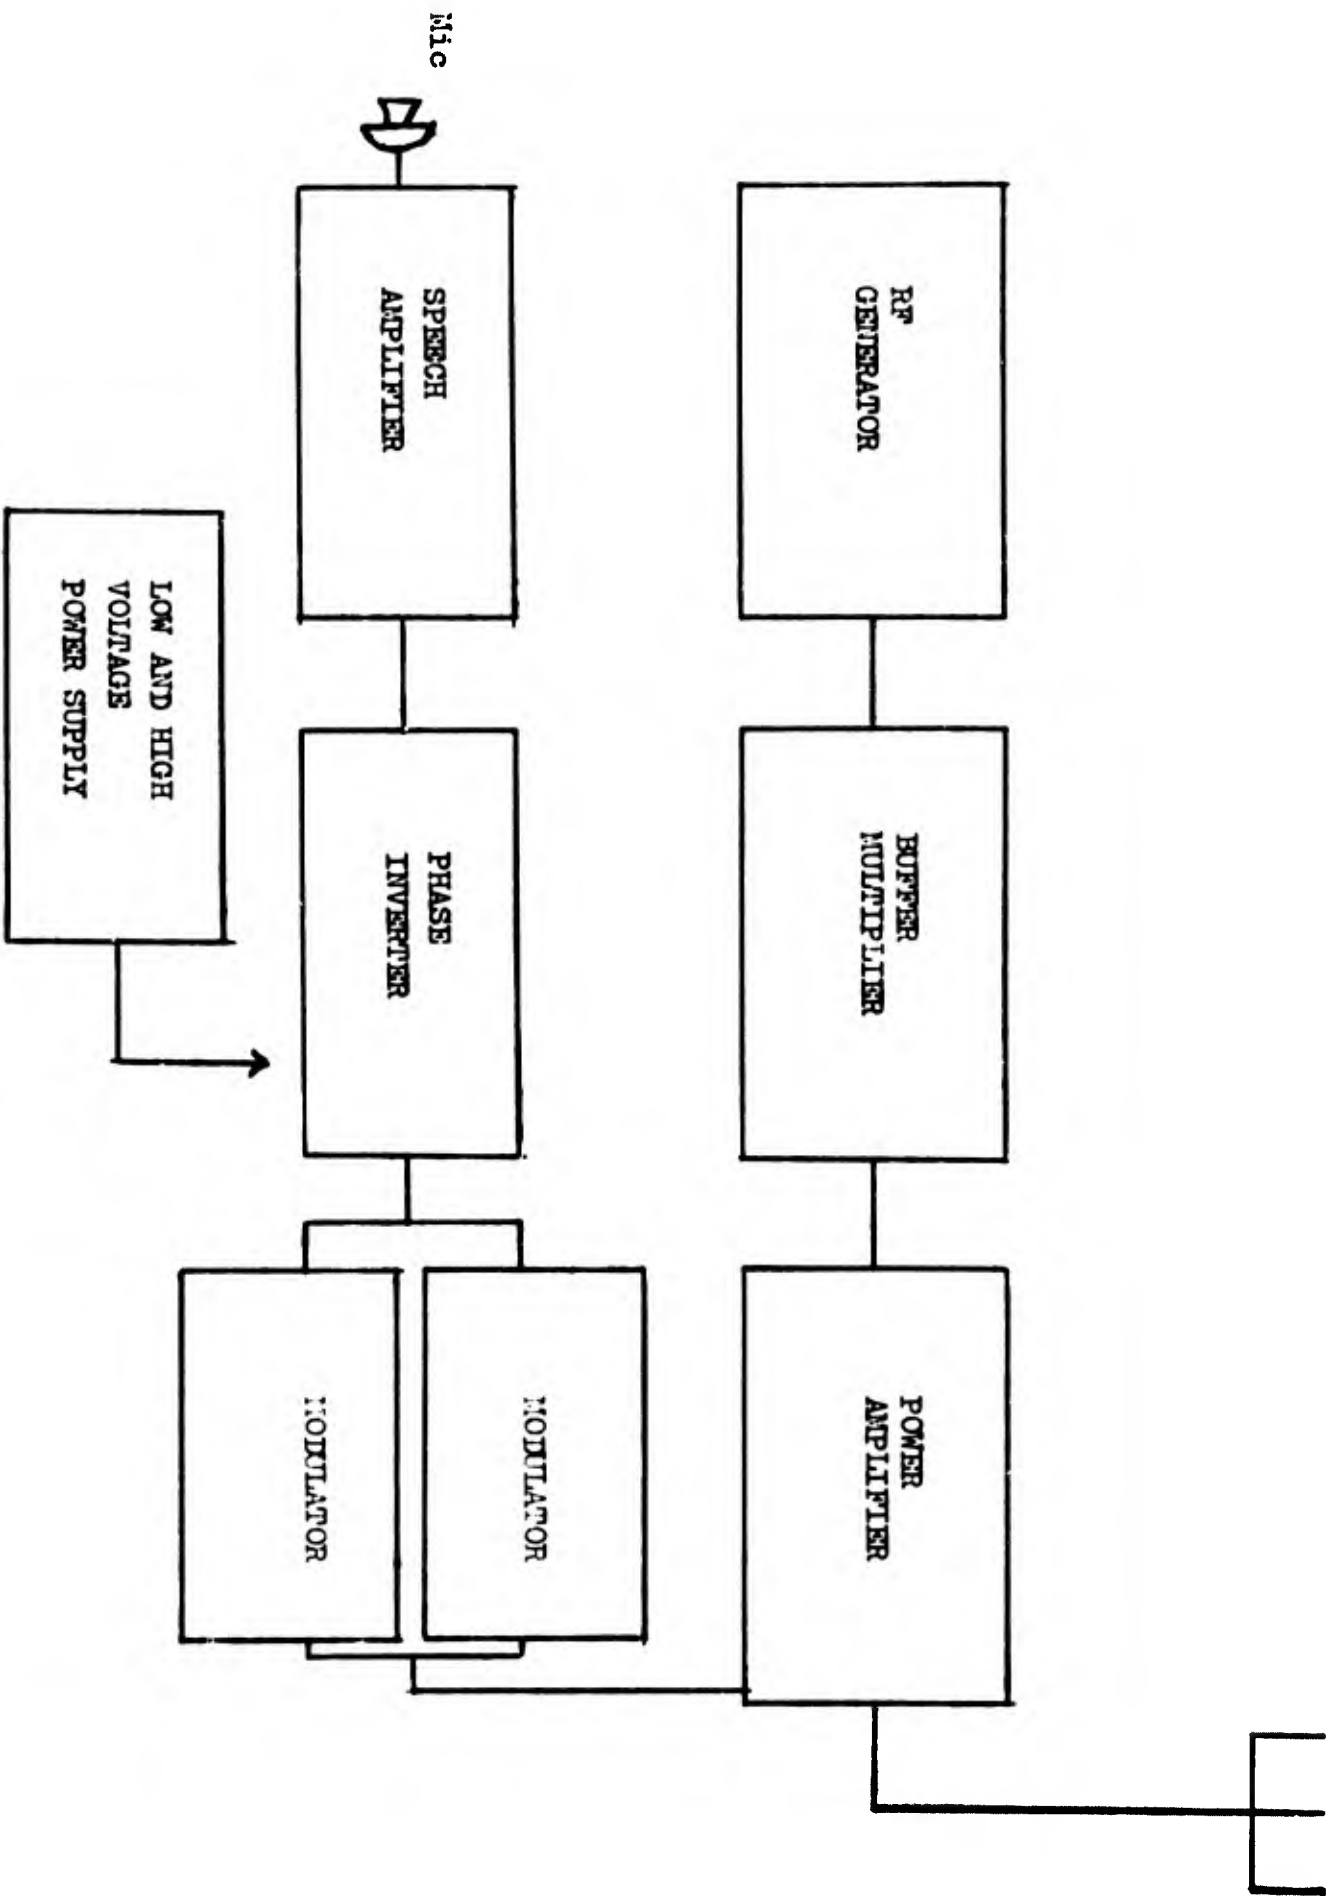 RF
GENERATOR
BUFFER
MULTIPLIER
POWER
AMPLIFIER
Mic
SPEECH
AMPLIFIER
PHASE
INVERTER
MODULATOR
MODULATOR
LOW AND HIGH
VOLTAGE
POWER SUPPLY